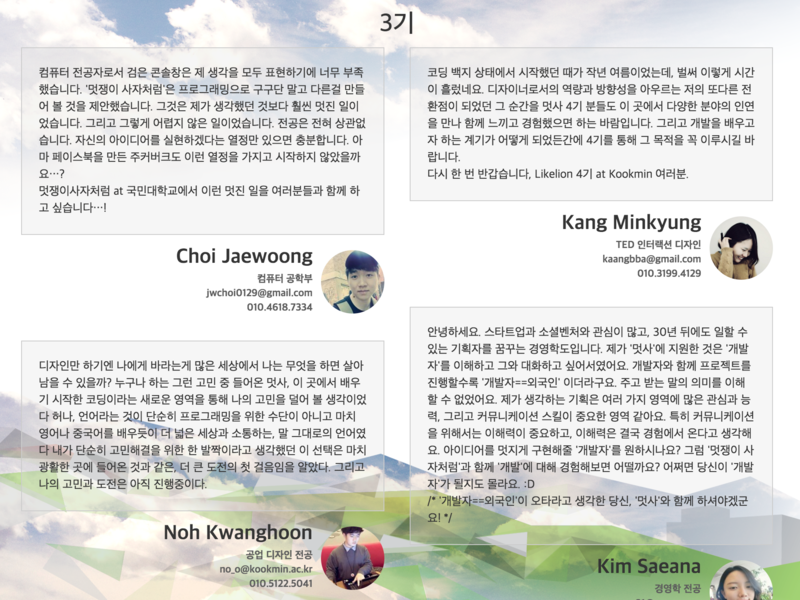 3기
컴퓨터 전공자로서 검은 콘솔창은 제 생각을 모두 표현하기에 너무 부족
했습니다. '멋쟁이 사자처럼'은 프로그래밍으로 구구단 말고 다른걸 만들
어 볼 것을 제안했습니다. 그것은 제가 생각했던 것보다 훨씬 멋진 일이
었습니다. 그리고 그렇게 어렵지 않은 일이었습니다. 전공은 전혀 상관없
습니다. 자신의 아이디어를 실현하겠다는 열정만 있으면 충분합니다. 아
마 페이스북을 만든 주커버크도 이런 열정을 가지고 시작하지 않았을까
요…?
멋쟁이사자처럼 at 국민대학교에서 이런 멋진 일을 여러분들과 함께 하
고 싶습니다…!
Choi Jaewoong
컴퓨터 공학부
jwchoi0129@gmail.com
010.4618.7334
디자인만 하기엔 나에게 바라는게 많은 세상에서 나는 무엇을 하면 살아
남을 수 있을까? 누구나 하는 그런 고민 중 들어온 멋사, 이 곳에서 배우
기 시작한 코딩이라는 새로운 영역을 통해 나의 고민을 덜어 볼 생각이었
다 허나, 언어라는 것이 단순히 프로그래밍을 위한 수단이 아니고 마치
영어나 중국어를 배우듯이 더 넓은 세상과 소통하는, 말 그대로의 언어였
다 내가 단순히 고민해결을 위한 한 발짝이라고 생각했던 이 선택은 마치
광활한 곳에 들어온 것과 같은, 더 큰 도전의 첫 걸음임을 알았다. 그리고
나의 고민과 도전은 아직 진행중이다.
Noh Kwanghoon
공업 디자인 전공
no_o@kookmin.ac.kr
010.5122.5041
코딩 백지 상태에서 시작했던 때가 작년 여름이었는데, 벌써 이렇게 시간
이 흘렀네요. 디자이너로서의 역량과 방향성을 아우르는 저의 또다른 전
환점이 되었던 그 순간을 멋사 4기 분들도 이 곳에서 다양한 분야의 인연
을 만나 함께 느끼고 경험했으면 하는 바람입니다. 그리고 개발을 배우고
자 하는 계기가 어떻게 되었든간에 4기를 통해 그 목적을 꼭 이루시길 바
랍니다.
다시 한 번 반갑습니다, Likelion 4기 at Kookmin 여러분.
Kang Minkyung
TED 인터랙션 디자인
kaangbba@gmail.com
010.3199.4129
안녕하세요. 스타트업과 소셜벤처와 관심이 많고, 30년 뒤에도 일할 수
있는 기획자를 꿈꾸는 경영학도입니다. 제가 '멋사'에 지원한 것은 '개발
자'를 이해하고 그와 대화하고 싶어서였어요. 개발자와 함께 프로젝트를
진행할수록 '개발자==외국인' 이더라구요. 주고 받는 말의 의미를 이해
할 수 없었어요. 제가 생각하는 기획은 여러 가지 영역에 많은 관심과 능
력, 그리고 커뮤니케이션 스킬이 중요한 영역 같아요. 특히 커뮤니케이션
을 위해서는 이해력이 중요하고, 이해력은 결국 경험에서 온다고 생각해
요. 아이디어를 멋지게 구현해줄 '개발자'를 원하시나요? 그럼 '멋쟁이 사
자처럼'과 함께 '개발'에 대해 경험해보면 어떨까요? 어쩌면 당신이 '개발
자'가 될지도 몰라요. :D
/* '개발자==외국인'이 오타라고 생각한 당신, '멋사'와 함께 하셔야겠군
요! */
Kim Saeana
경영학 전공